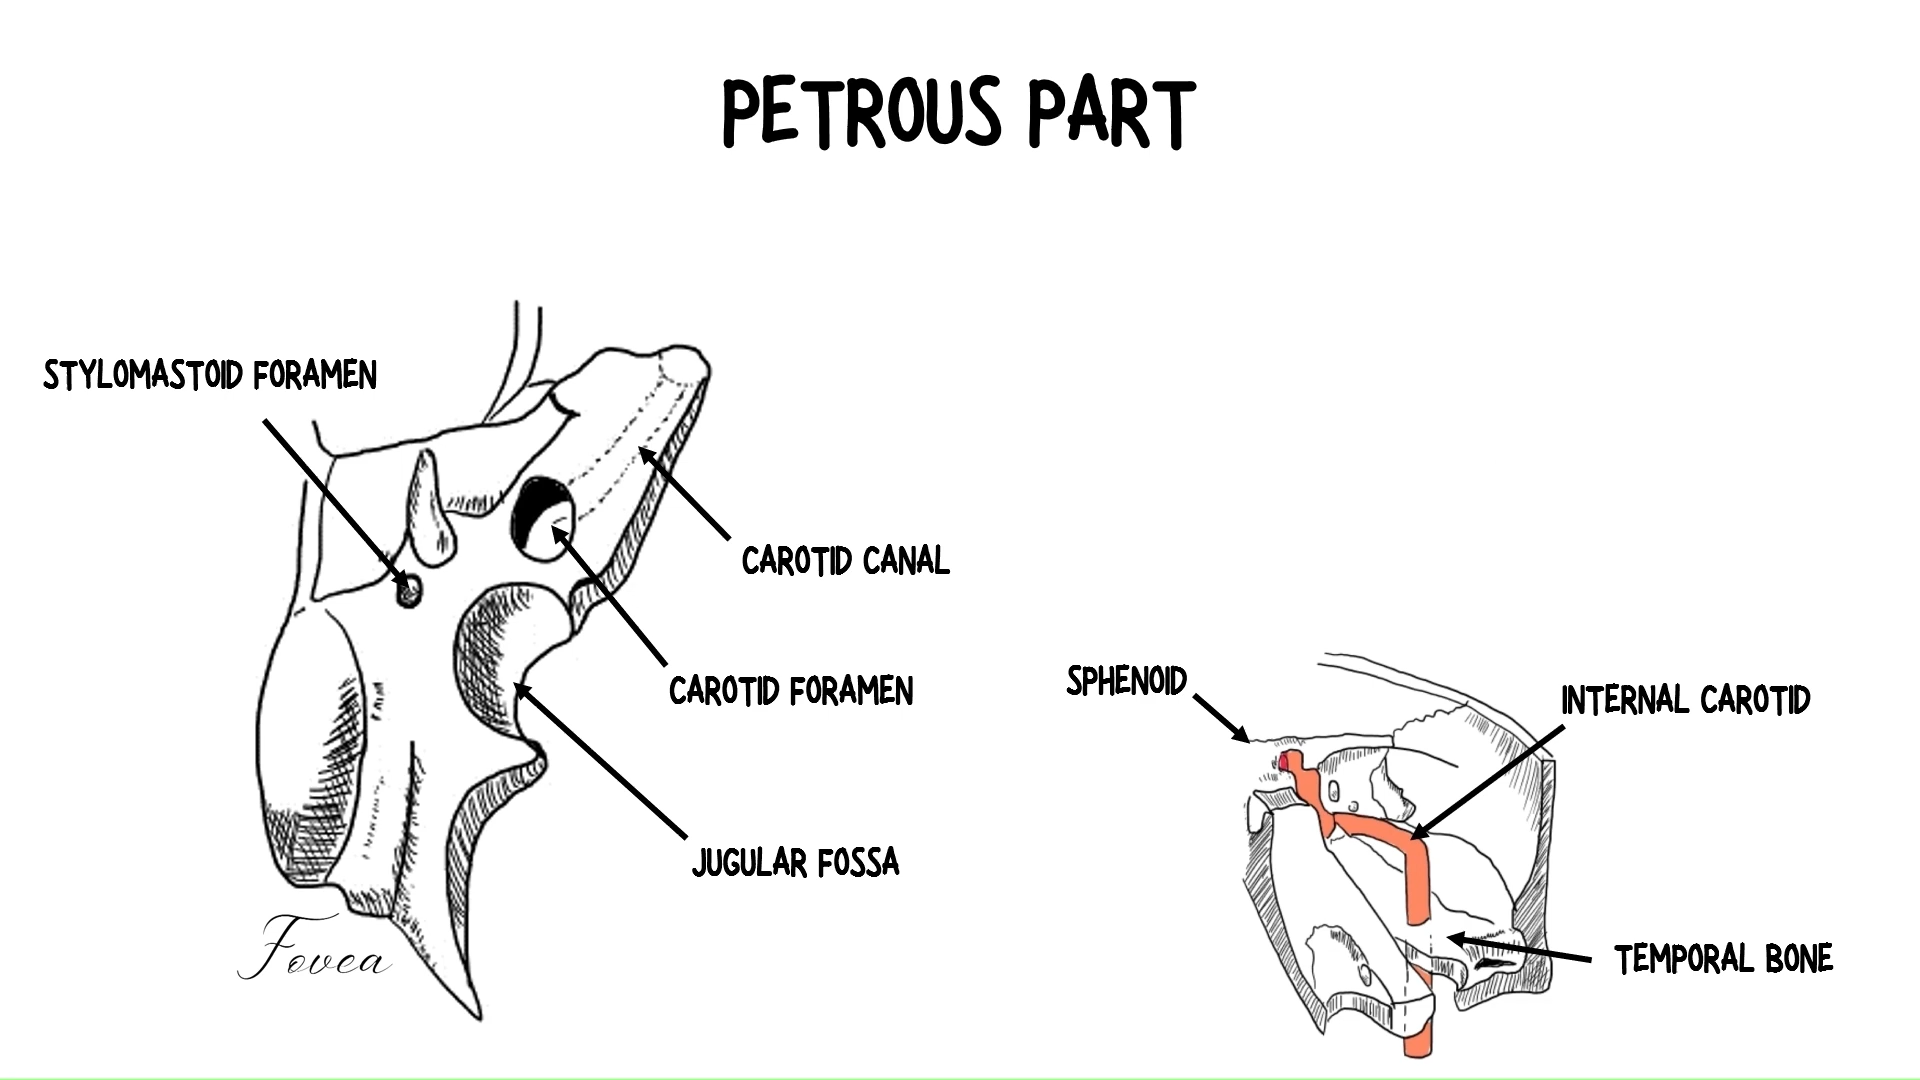 PETROUS PART
STYLOMASTOID FORAMEN
CAROTID CANAL
CAROTID FORAMEN
JUGULAR FOSSA
Fovea
SPHENOID
INTERNAL CAROTID
TEMPORAL BONE